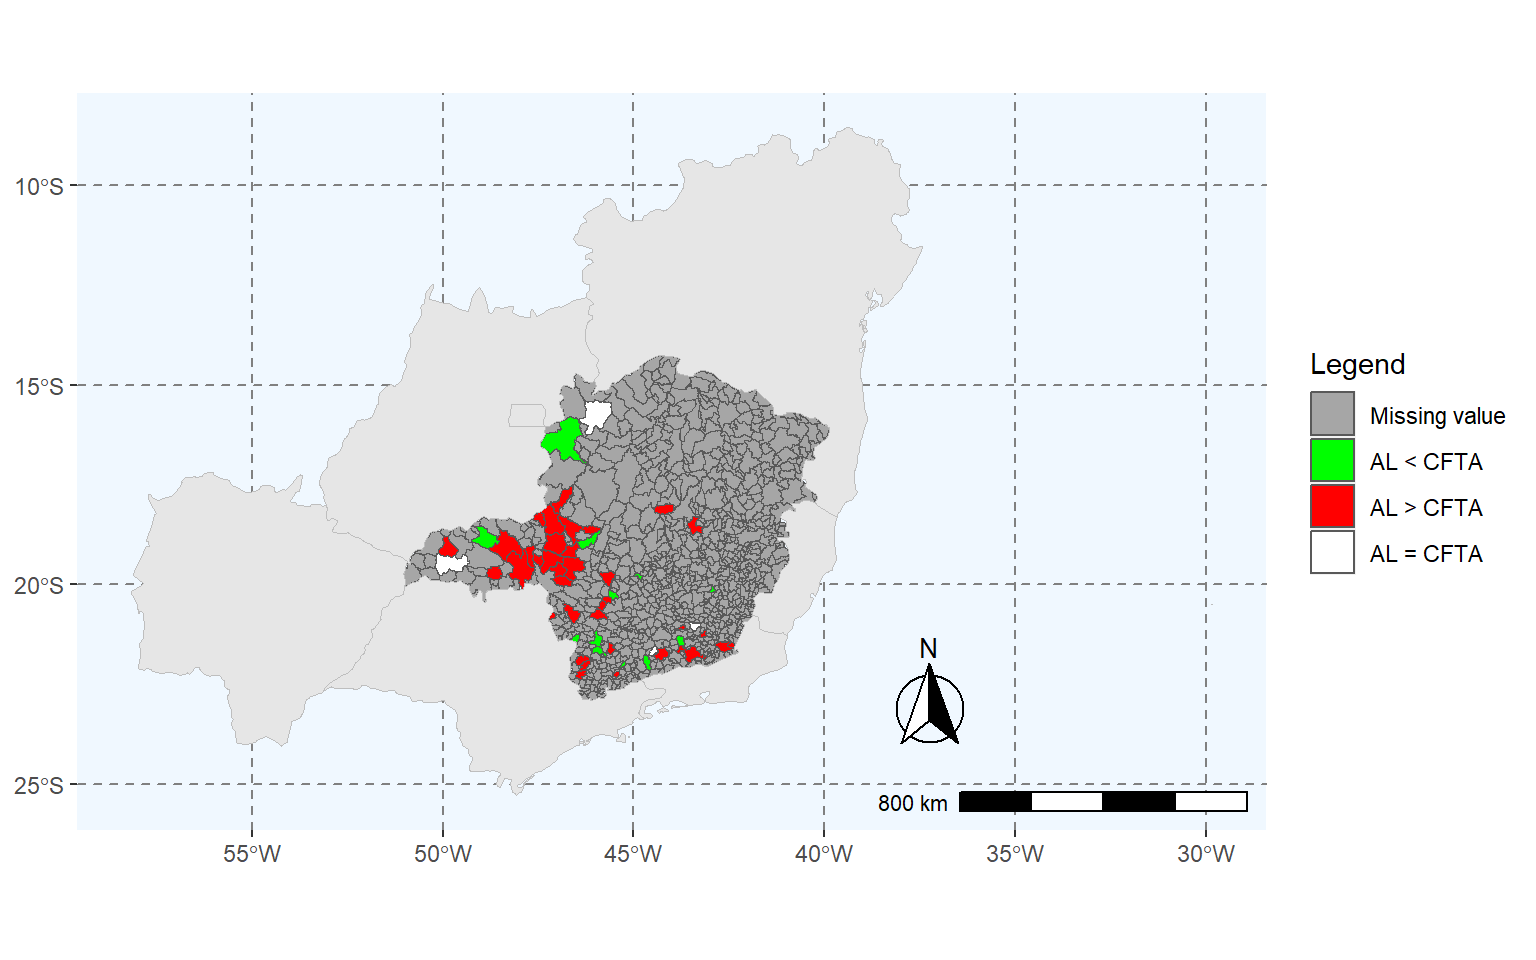 10°S
15°S
20°S
25°S
55°W
50°W
45°W
40°W
35°W
30°W
N
800 km
Legend
Missing value
AL < CFTA
AL > CFTA
AL = CFTA